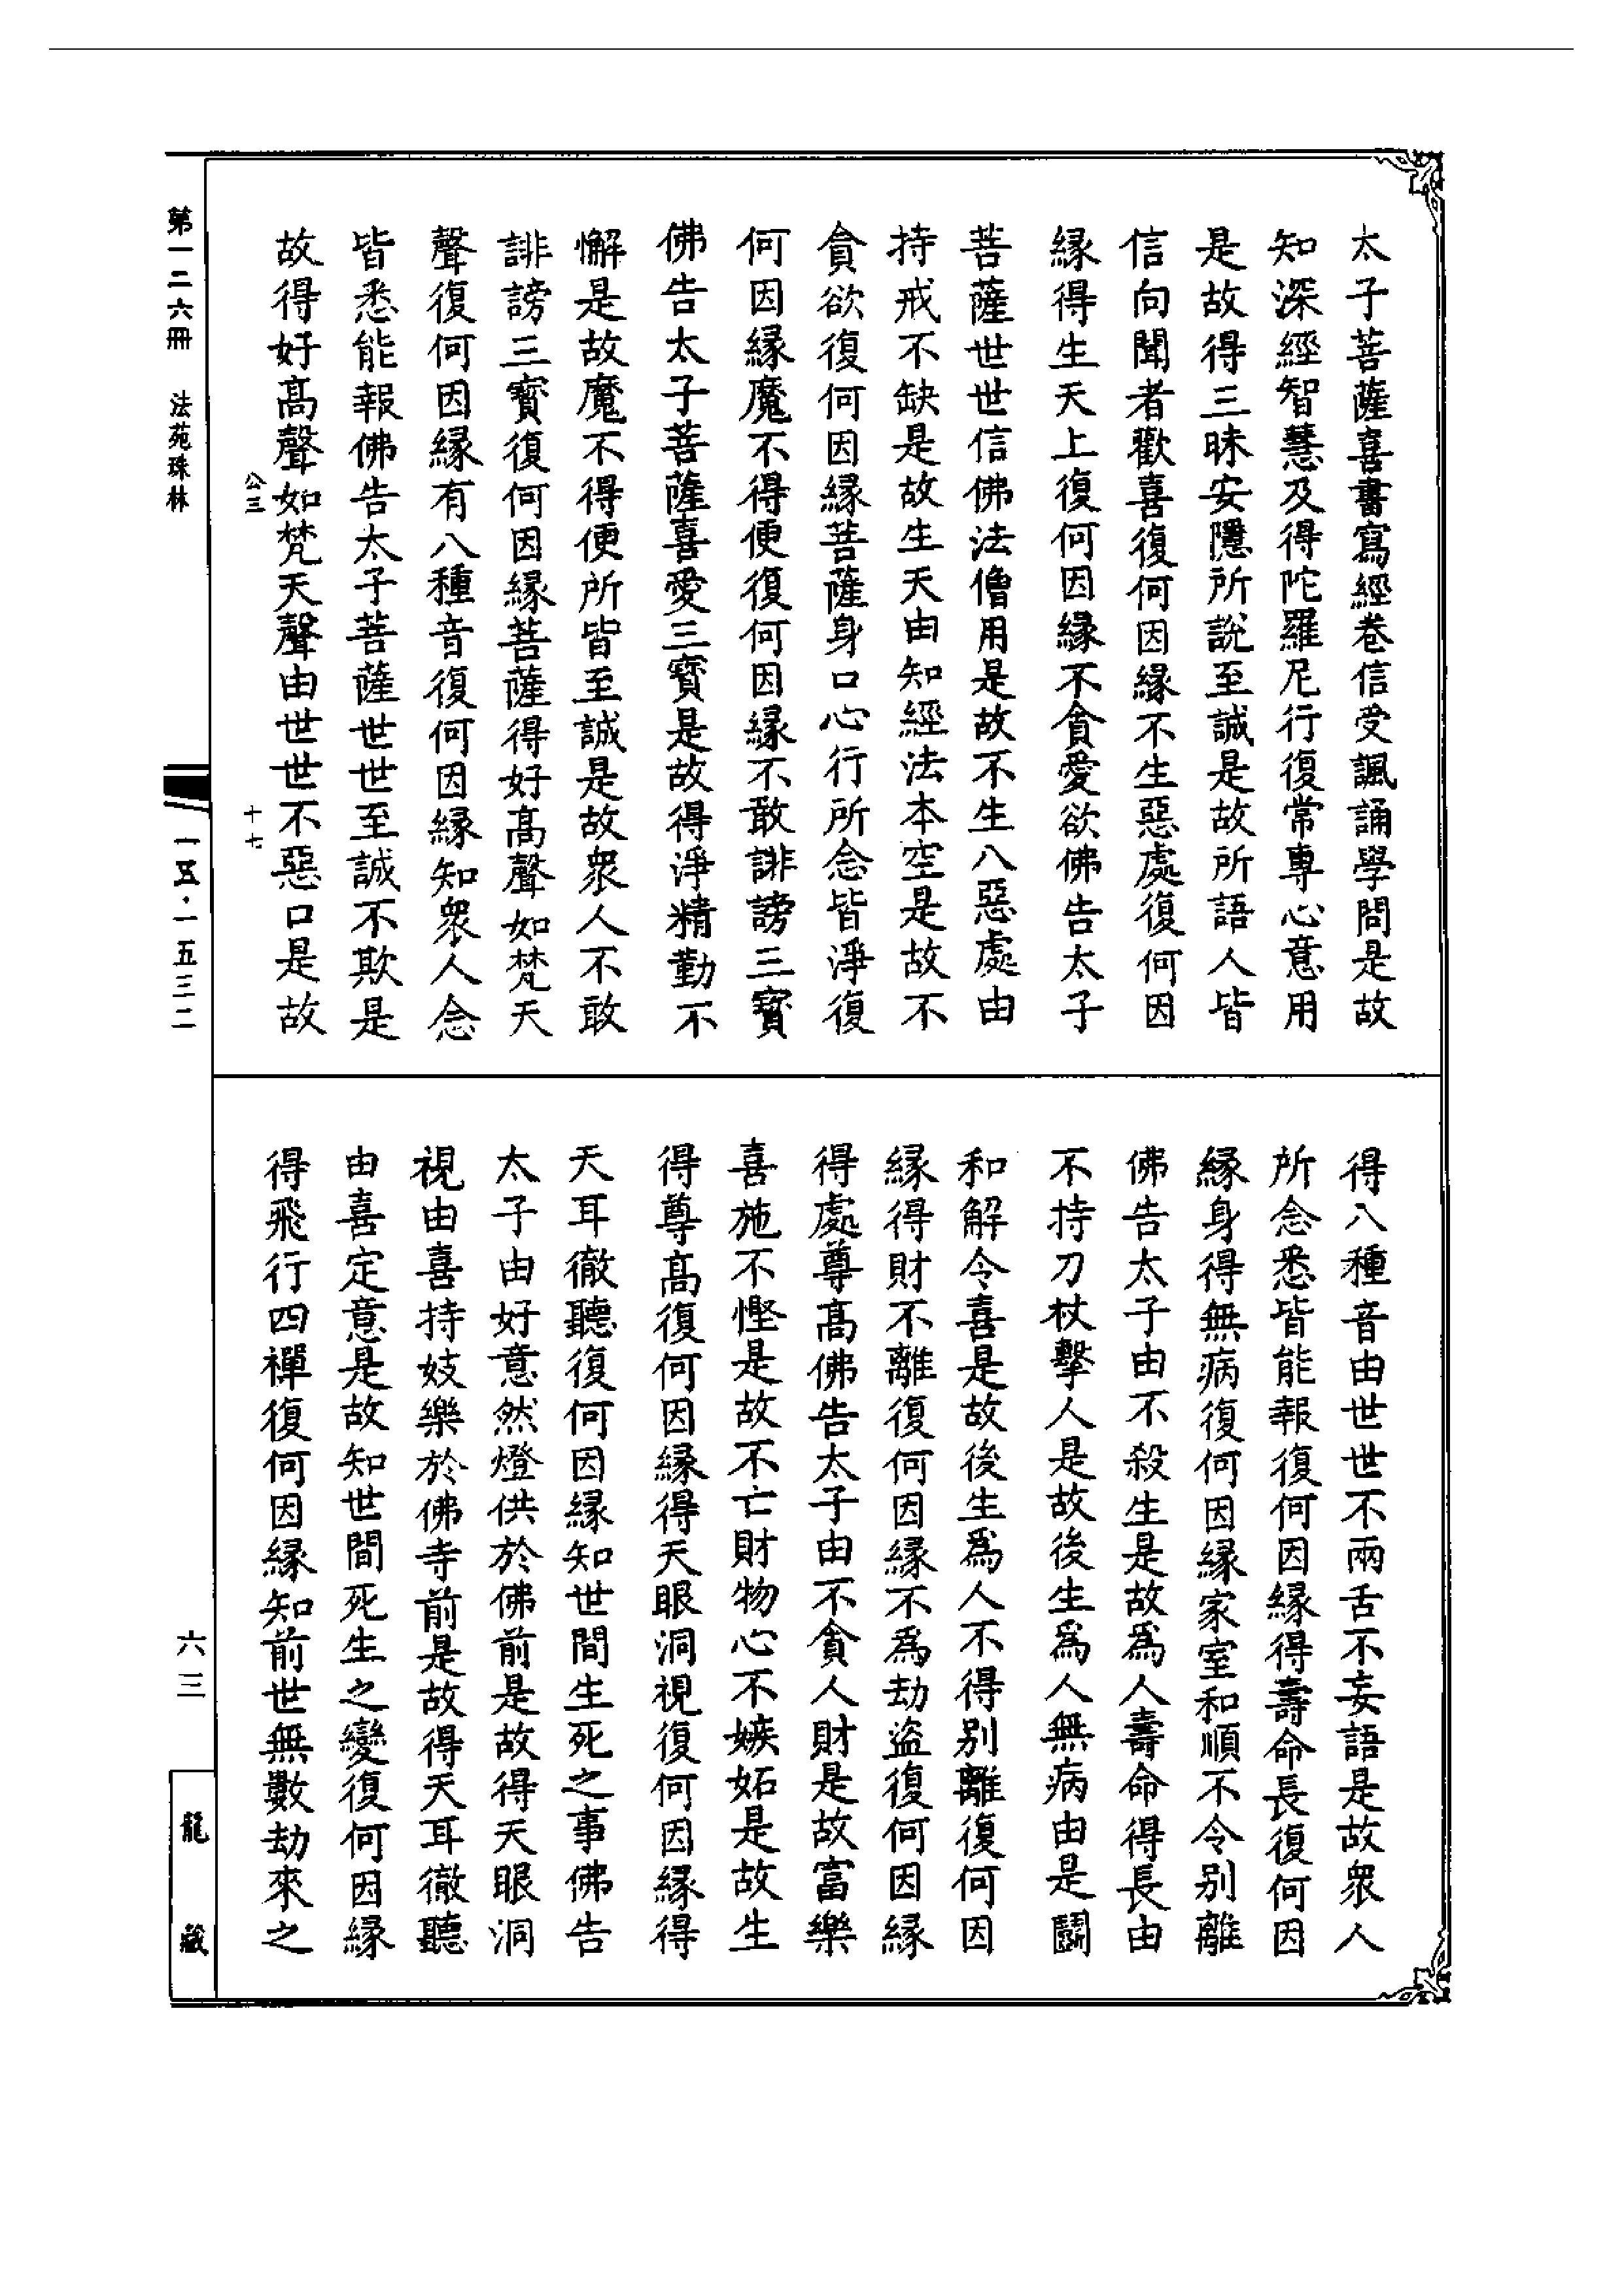 太子菩薩喜書寫經卷信受諷誦學問是故
知深經智慧及得陀羅尼行復常專心意用
是故得三昧安隱所說至誠是故所語人皆
信向聞者歡喜復何因緣不生惡處復何因
緣得生天上復何因緣不貪愛欲佛告太子
菩薩世世信佛法僧用是故不生八惡處由
持戒不缺是故生天由知經法本空是故不
貪欲復何因緣菩薩身口心行所念皆淨復
何因緣魔不得便復何因緣不敢誹謗三寶
佛告太子菩薩喜愛三寶是故得淨精勤不
懈是故魔不得便所皆至誠是故衆人不敢
誹謗三寶復何因緣菩薩得好高聲如梵天
聲復何因緣有八種音復何因緣知衆人念
皆悉能報佛告太子菩薩世世至誠不欺是
故得好高聲如梵天聲由世世不惡口是故
得八種音由世世不兩舌不妄語是故衆人
所念悉皆能報復何因緣得壽命長復何因
緣身得無病復何因緣家室和順不令别離
佛告太子由不殺生是故爲人壽命得長由
不持刀杖擊人是故後生爲人無病由是鬭
和解令喜是故後生爲人不得别離復何因
緣得財不離復何因緣不爲劫盜復何因緣
得處尊高佛告太子由不貪人財是故富樂
喜施不慳是故不亡財物心不嫉妬是故生
得尊高復何因緣得天眼洞視復何因緣得
天耳徹聽復何因緣知世間生死之事佛告
太子由好意然燈供於佛前是故得天眼洞
視由喜持妓樂於佛寺前是故得天耳徹聽
由喜定意是故知世間死生之變復何因緣
得飛行四禪復何因緣知前世無數劫來之
公三
十七
第一二六冊 法苑珠林
一五·一五三二
六三
龍藏